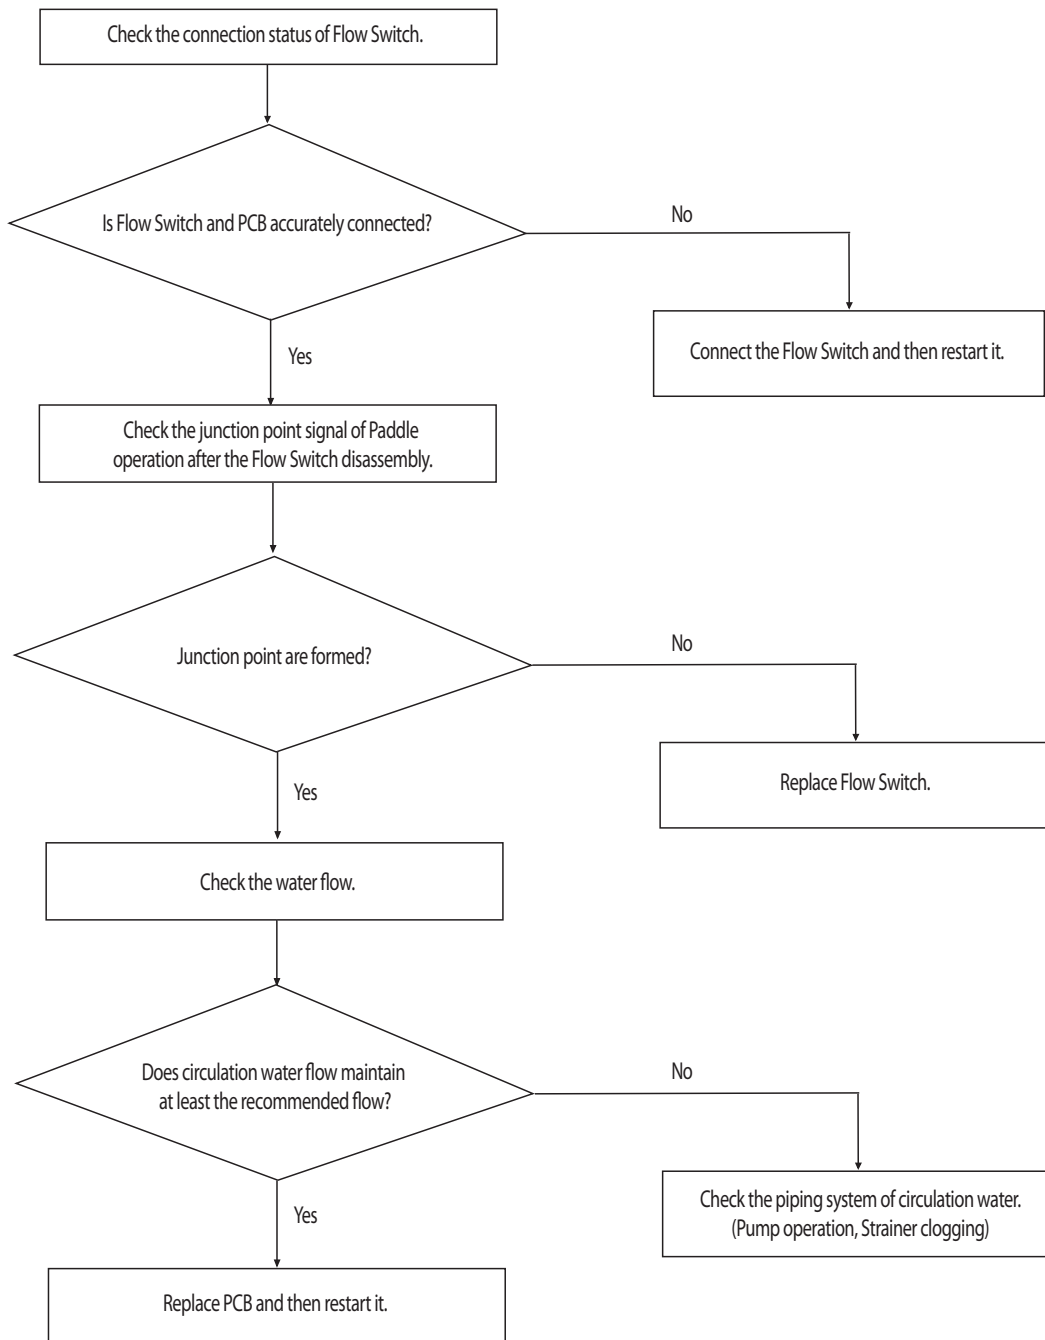 Check the connection status of Flow Switch.
Is Flow Switch and PCB accurately connected?
No
Connect the Flow Switch and then restart it.
Yes
Check the junction point signal of Paddle
operation after the Flow Switch disassembly.
Junction point are formed?
No
Replace Flow Switch.
Yes
Check the water flow.
Does circulation water flow maintain
at least the recommended flow?
No
Check the piping system of circulation water.
(Pump operation, Strainer clogging)
Yes
Replace PCB and then restart it.